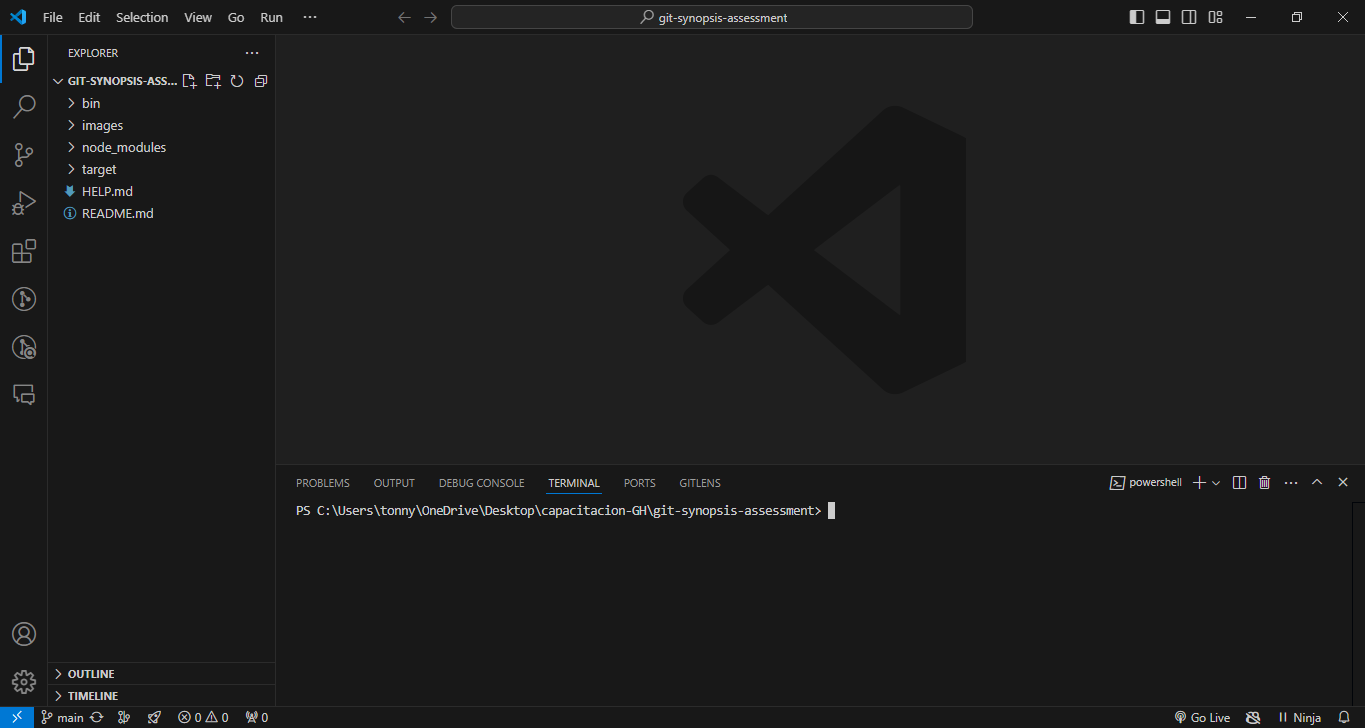 File Edit Selection View Go Run ···
git-synopsis-assessment
EXPLORER ···
GIT-SYNOPSIS-ASS...
bin
images
node_modules
target
HELP.md
README.md
OUTLINE
TIMELINE
PROBLEMS OUTPUT DEBUG CONSOLE TERMINAL PORTS GITLENS
powershell
PS C:\Users\tonny\OneDrive\Desktop\capacitacion-GH\git-synopsis-assessment>
main 0 0 0 Go Live Ninja